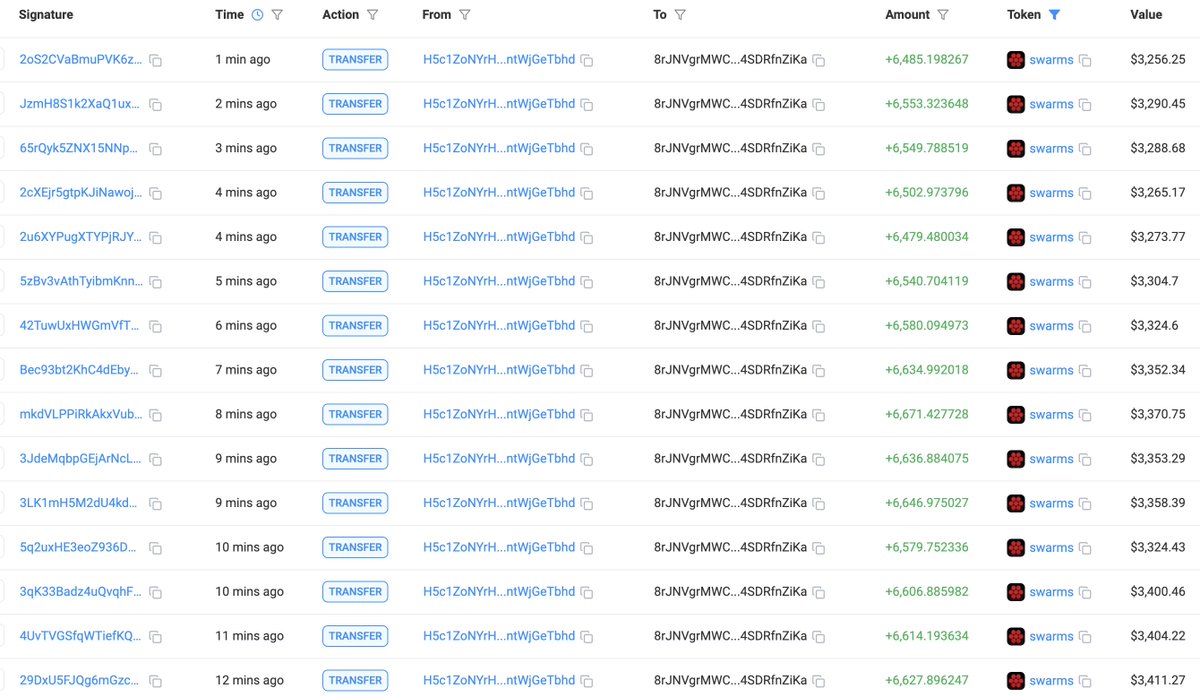 Signature Time Action From To Amount Token Value
2oS2CVaBmuPVK6z... 1 min ago TRANSFER H5c1ZoNYrH...ntWjGeTbhd 8rJNVgrMWC...4SDRfnZiKa +6,485.198267 swarms $3,256.25
JzmH8S1k2XaQ1ux... 2 mins ago TRANSFER H5c1ZoNYrH...ntWjGeTbhd 8rJNVgrMWC...4SDRfnZiKa +6,553.323648 swarms $3,290.45
65rQyk5ZNX15NNp... 3 mins ago TRANSFER H5c1ZoNYrH...ntWjGeTbhd 8rJNVgrMWC...4SDRfnZiKa +6,549.788519 swarms $3,288.68
2cXEjr5gtpKJiNawoj... 4 mins ago TRANSFER H5c1ZoNYrH...ntWjGeTbhd 8rJNVgrMWC...4SDRfnZiKa +6,502.973796 swarms $3,265.17
2u6XYPugXTYPjRJY... 4 mins ago TRANSFER H5c1ZoNYrH...ntWjGeTbhd 8rJNVgrMWC...4SDRfnZiKa +6,479.480034 swarms $3,273.77
5zBv3vAthTyibmKnn... 5 mins ago TRANSFER H5c1ZoNYrH...ntWjGeTbhd 8rJNVgrMWC...4SDRfnZiKa +6,540.704119 swarms $3,304.7
42TuwUxHWGmVfT... 6 mins ago TRANSFER H5c1ZoNYrH...ntWjGeTbhd 8rJNVgrMWC...4SDRfnZiKa +6,580.094973 swarms $3,324.6
Bec93bt2KhC4dEby... 7 mins ago TRANSFER H5c1ZoNYrH...ntWjGeTbhd 8rJNVgrMWC...4SDRfnZiKa +6,634.992018 swarms $3,352.34
mkdVLPPiRkAkxVub... 8 mins ago TRANSFER H5c1ZoNYrH...ntWjGeTbhd 8rJNVgrMWC...4SDRfnZiKa +6,671.427728 swarms $3,370.75
3JdeMqbpGEjArNcL... 9 mins ago TRANSFER H5c1ZoNYrH...ntWjGeTbhd 8rJNVgrMWC...4SDRfnZiKa +6,636.884075 swarms $3,353.29
3LK1mH5M2dU4kd... 9 mins ago TRANSFER H5c1ZoNYrH...ntWjGeTbhd 8rJNVgrMWC...4SDRfnZiKa +6,646.975027 swarms $3,358.39
5q2uxHE3eoZ936D... 10 mins ago TRANSFER H5c1ZoNYrH...ntWjGeTbhd 8rJNVgrMWC...4SDRfnZiKa +6,579.752336 swarms $3,324.43
3qK33Badz4uQvqhF... 10 mins ago TRANSFER H5c1ZoNYrH...ntWjGeTbhd 8rJNVgrMWC...4SDRfnZiKa +6,606.885982 swarms $3,400.46
4UvTVGSfqWTiefKQ... 11 mins ago TRANSFER H5c1ZoNYrH...ntWjGeTbhd 8rJNVgrMWC...4SDRfnZiKa +6,614.193634 swarms $3,404.22
29DxU5FJQg6mGzc... 12 mins ago TRANSFER H5c1ZoNYrH...ntWjGeTbhd 8rJNVgrMWC...4SDRfnZiKa +6,627.896247 swarms $3,411.27